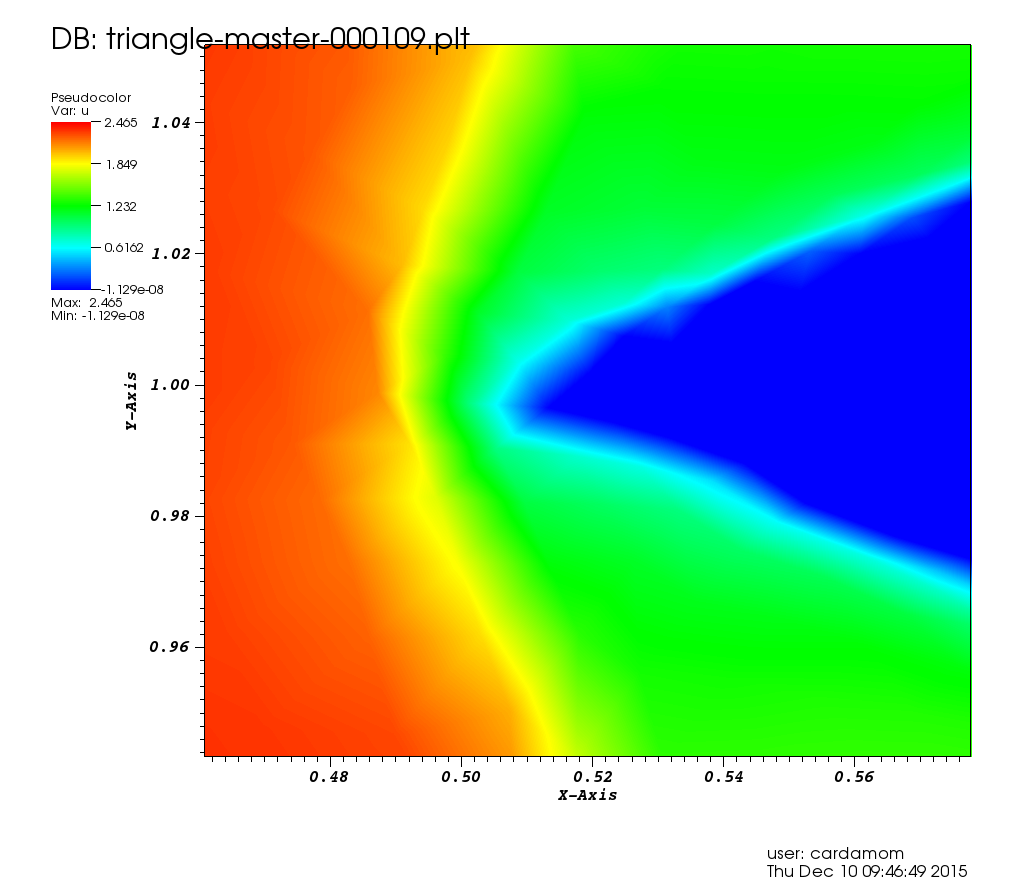 DB: triangle-master-000109.plt
Pseudocolor
Var: u
2.465
1.849
1.232
0.6162
-1.129e-08
Max: 2.465
Min: -1.129e-08
1.04
1.02
1.00
0.98
0.96
Y-Axis
0.48 0.50 0.52 0.54 0.56
X-Axis
user: cardamom
Thu Dec 10 09:46:49 2015